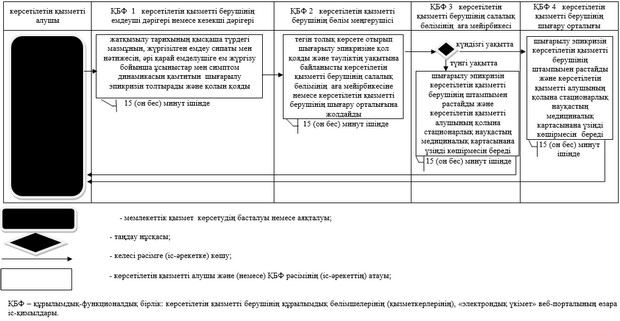 көрсетілетін қызметті
алушы
ҚБФ 1 көрсетілетін қызметті берушінің
емдеуші дәрігері немесе кезекші дәрігері
ҚБФ 2 көрсетілетін қызметті
берушінің бөлім меңгерушісі
ҚБФ 3 көрсетілетін
қызметті берушінің салалық
бөлімінің аға мейірбикесі
ҚБФ 4 көрсетілетін
қызметті берушінің
шығару орталығы
жатқызылу тарихының қысқаша түрдегі
мазмұнын, жүргізілген емдеу сипаты мен
нәтижесін, әрі қарай емделушіге ем жүргізу
бойынша ұсыныстар мен симптом
динамикасын қамтитын шығарылу
эпикризін толтырады және қолын қояды
15 (он бес) минут ішінде
тегін толық көрсете отырып
шығарылу эпикризіне қол
қояды және тәуліктің уақытына
байланысты көрсетілетін
қызметті берушінің салалық
бөлімінің аға мейірбикесіне
немесе көрсетілетін қызметті
берушінің шығару орталығына
жолдайды
15 (он бес) минут ішінде
күндізгі уақытта
түнгі уақытта
шығарылу эпикризін
көрсетілетін қызметті
берушінің штампымен
растайды және
көрсетілетін қызметті
алушының қолына
стационарлық науқастың
медициналық картасынана
үзінді көшірмесін береді
15 (он бес) минут ішінде
шығарылу эпикризін
көрсетілетін қызметті
берушінің
штампымен растайды
және көрсетілетін
қызметті алушының
қолына стационарлық
науқастың
медициналық
картасынана үзінді
көшірмесін береді
15 (он бес) минут
ішінде
- мемлекеттік қызмет көрсетудің басталуы немесе аяқталуы;
- таңдау нұсқасы;
- келесі рәсімге (іс-әрекетке) көшу;
- көрсетілетін қызметті алушы және (немесе) ҚБФ рәсімінің (іс-әрекеттің) атауы;
ҚБФ – құрылымдық-функционалдық бірлік: көрсетілетін қызметті берушінің құрылымдық бөлімшелерінің (қызметкерлерінің), «электрондық үкімет» веб-порталының өзара
іс-қимылдары.